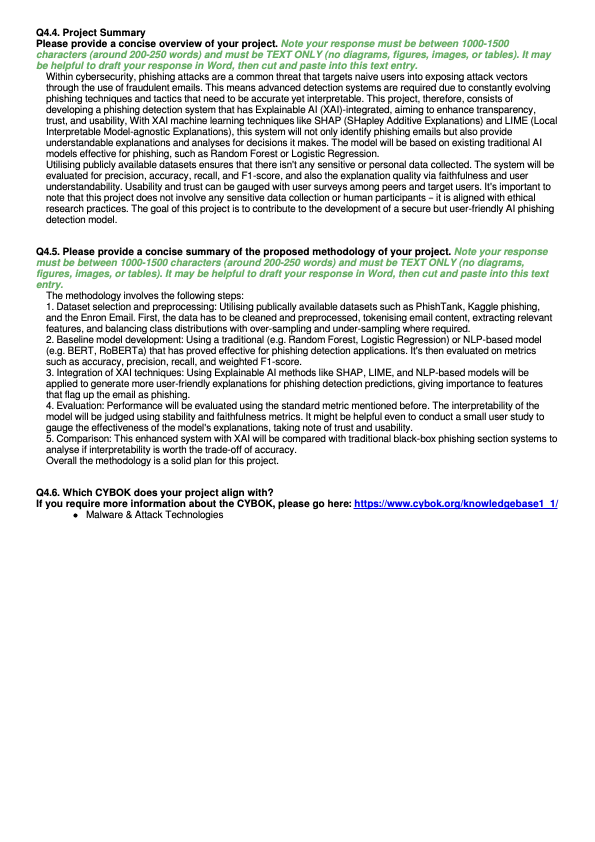 Q4.4. Project Summary
Please provide a concise overview of your project. Note your response must be between 1000-1500
characters (around 200-250 words) and must be TEXT ONLY (no diagrams, figures, images, or tables). It may
be helpful to draft your response in Word, then cut and paste into this text entry.
Within cybersecurity, phishing attacks are a common threat that targets naive users into exposing attack vectors
through the use of fraudulent emails. This means advanced detection systems are required due to constantly evolving
phishing techniques and tactics that need to be accurate yet interpretable. This project, therefore, consists of
developing a phishing detection system that has Explainable AI (XAI)-integrated, aiming to enhance transparency,
trust, and usability, With XAI machine learning techniques like SHAP (SHapley Additive Explanations) and LIME (Local
Interpretable Model-agnostic Explanations), this system will not only identify phishing emails but also provide
understandable explanations and analyses for decisions it makes. The model will be based on existing traditional AI
models effective for phishing, such as Random Forest or Logistic Regression.
Utilising publicly available datasets ensures that there isn't any sensitive or personal data collected. The system will be
evaluated for precision, accuracy, recall, and F1-score, and also the explanation quality via faithfulness and user
understandability. Usability and trust can be gauged with user surveys among peers and target users. It's important to
note that this project does not involve any sensitive data collection or human participants – it is aligned with ethical
research practices. The goal of this project is to contribute to the development of a secure but user-friendly AI phishing
detection model.
Q4.5. Please provide a concise summary of the proposed methodology of your project. Note your response
must be between 1000-1500 characters (around 200-250 words) and must be TEXT ONLY (no diagrams,
figures, images, or tables). It may be helpful to draft your response in Word, then cut and paste into this text
entry.
The methodology involves the following steps:
1. Dataset selection and preprocessing: Utilising publically available datasets such as PhishTank, Kaggle phishing,
and the Enron Email. First, the data has to be cleaned and preprocessed, tokenising email content, extracting relevant
features, and balancing class distributions with over-sampling and under-sampling where required.
2. Baseline model development: Using a traditional (e.g. Random Forest, Logistic Regression) or NLP-based model
(e.g. BERT, RoBERTa) that has proved effective for phishing detection applications. It's then evaluated on metrics
such as accuracy, precision, recall, and weighted F1-score.
3. Integration of XAI techniques: Using Explainable AI methods like SHAP, LIME, and NLP-based models will be
applied to generate more user-friendly explanations for phishing detection predictions, giving importance to features
that flag up the email as phishing.
4. Evaluation: Performance will be evaluated using the standard metric mentioned before. The interpretability of the
model will be judged using stability and faithfulness metrics. It might be helpful even to conduct a small user study to
gauge the effectiveness of the model's explanations, taking note of trust and usability.
5. Comparison: This enhanced system with XAI will be compared with traditional black-box phishing section systems to
analyse if interpretability is worth the trade-off of accuracy.
Overall the methodology is a solid plan for this project.
Q4.6. Which CYBOK does your project align with?
If you require more information about the CYBOK, please go here: https://www.cybok.org/knowledgebase1_1/
● Malware & Attack Technologies